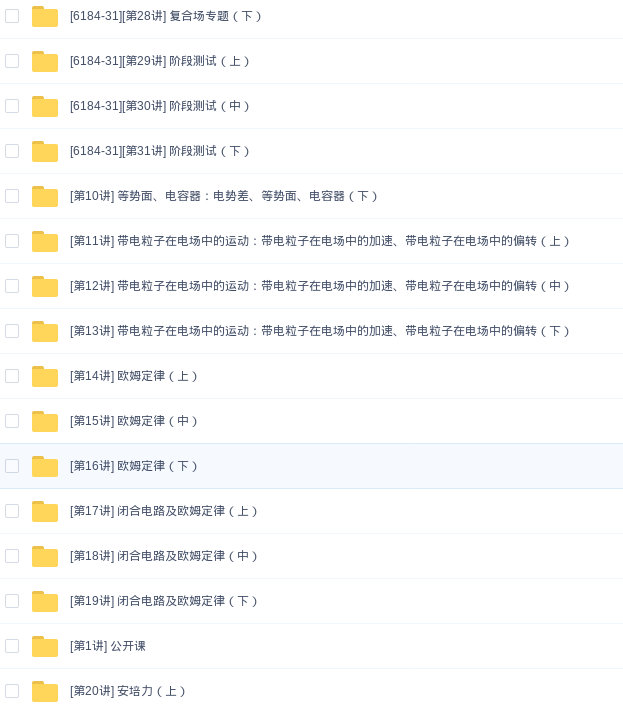 [6184-31][第28讲] 复合场专题（下）
[6184-31][第29讲] 阶段测试（上）
[6184-31][第30讲] 阶段测试（中）
[6184-31][第31讲] 阶段测试（下）
[第10讲] 等势面、电容器：电势差、等势面、电容器（下）
[第11讲] 带电粒子在电场中的运动：带电粒子在电场中的加速、带电粒子在电场中的偏转（上）
[第12讲] 带电粒子在电场中的运动：带电粒子在电场中的加速、带电粒子在电场中的偏转（中）
[第13讲] 带电粒子在电场中的运动：带电粒子在电场中的加速、带电粒子在电场中的偏转（下）
[第14讲] 欧姆定律（上）
[第15讲] 欧姆定律（中）
[第16讲] 欧姆定律（下）
[第17讲] 闭合电路及欧姆定律（上）
[第18讲] 闭合电路及欧姆定律（中）
[第19讲] 闭合电路及欧姆定律（下）
[第1讲] 公开课
[第20讲] 安培力（上）